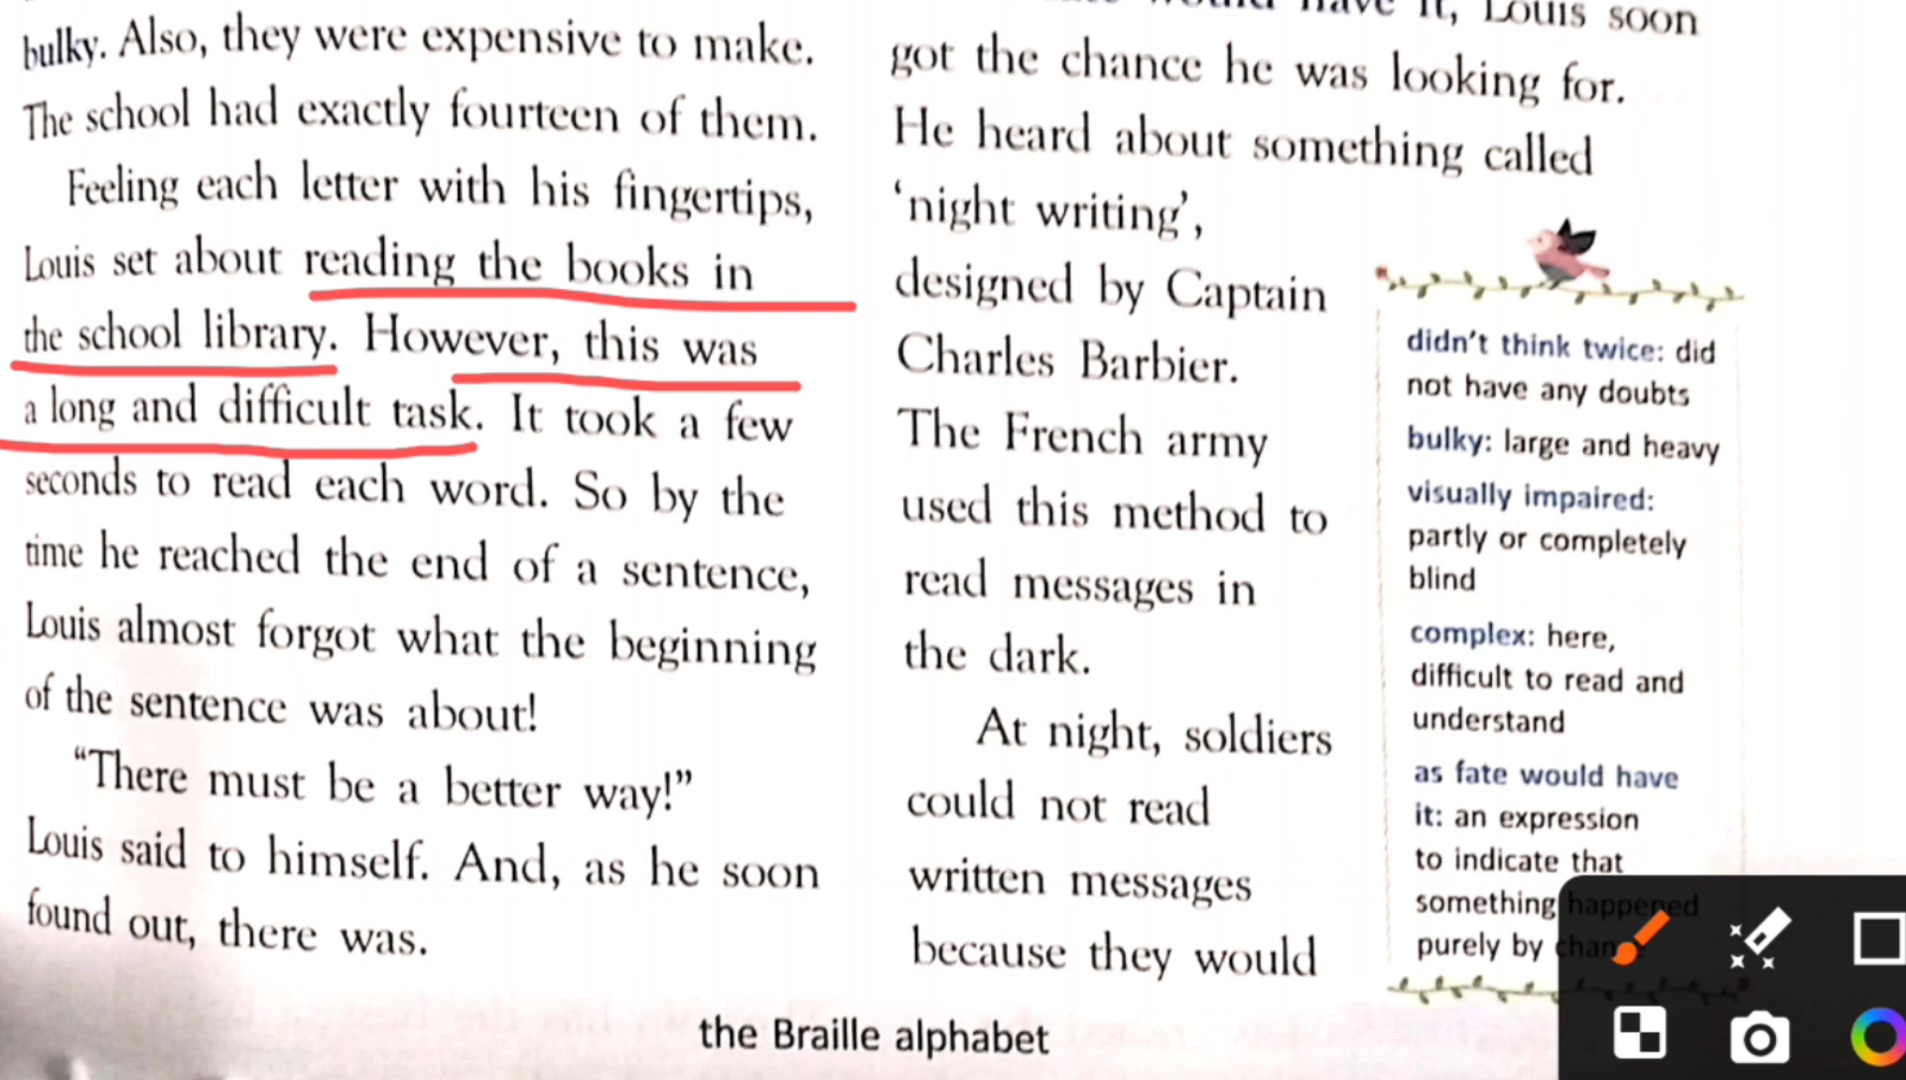 bulky. Also, they were expensive to make.
The school had exactly fourteen of them.
Feeling each letter with his fingertips,
Louis set about reading the books in
the school library. However, this was
a long and difficult task. It took a few
seconds to read each word. So by the
time he reached the end of a sentence,
Louis almost forgot what the beginning
of the sentence was about!
“There must be a better way!”
Louis said to himself. And, as he soon
found out, there was.
would have it, Louis soon
got the chance he was looking for.
He heard about something called
‘night writing’,
designed by Captain
Charles Barbier.
The French army
used this method to
read messages in
the dark.
At night, soldiers
could not read
written messages
because they would
didn’t think twice: did
not have any doubts
bulky: large and heavy
visually impaired:
partly or completely
blind
complex: here,
difficult to read and
understand
as fate would have
it: an expression
to indicate that
something happened
purely by
the Braille alphabet